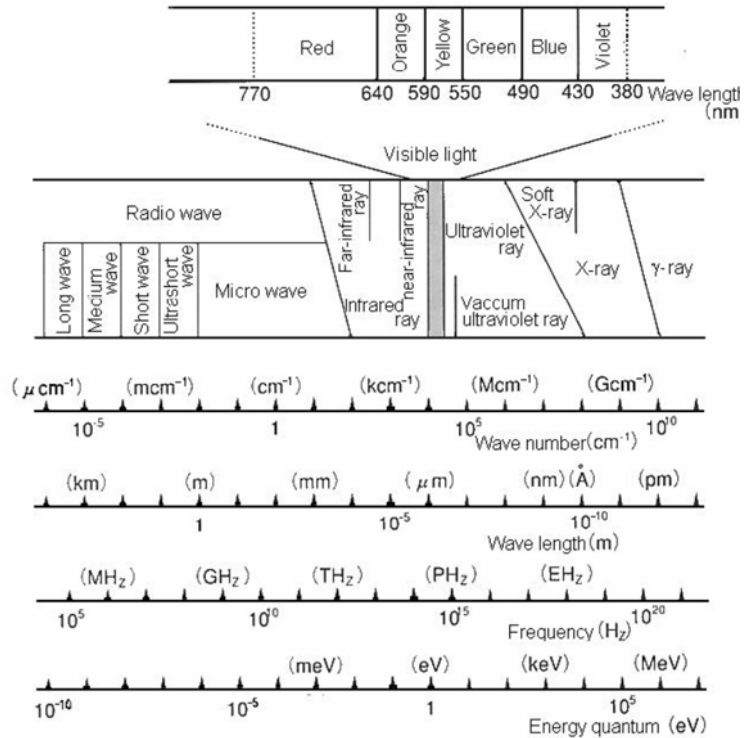 Red Orange Yellow Green Blue Violet
770 640 590 550 490 430 380 Wave length
(nm
Visible light
Radio wave
Long wave
Mecium wave
Short wave
Ultrashort wave
Micro wave
Far-infrared ray
Infrared ray
near-infrared ray
Ultraviolet ray
Vaccum ultraviolet ray
Soft X-ray
X-ray
γ-ray
(μcm⁻¹) (mcm⁻¹) (cm⁻¹) (kcm⁻¹) (Mcm⁻¹) (Gcm⁻¹)
10⁻⁵ 1 10⁵ 10¹⁰
Wave number(cm⁻¹)
(km) (m) (mm) (μm) (nm) (Å) (pm)
1 10⁻⁵ 10⁻¹⁰
Wave length(m)
(MHz) (GHz) (THz) (PHz) (EHz)
10⁵ 10¹⁰ 10¹⁵ 10²⁰
Frequency(Hz)
(meV) (eV) (keV) (MeV)
10⁻¹⁰ 10⁻⁵ 1 10⁵
Energy quantum (eV)